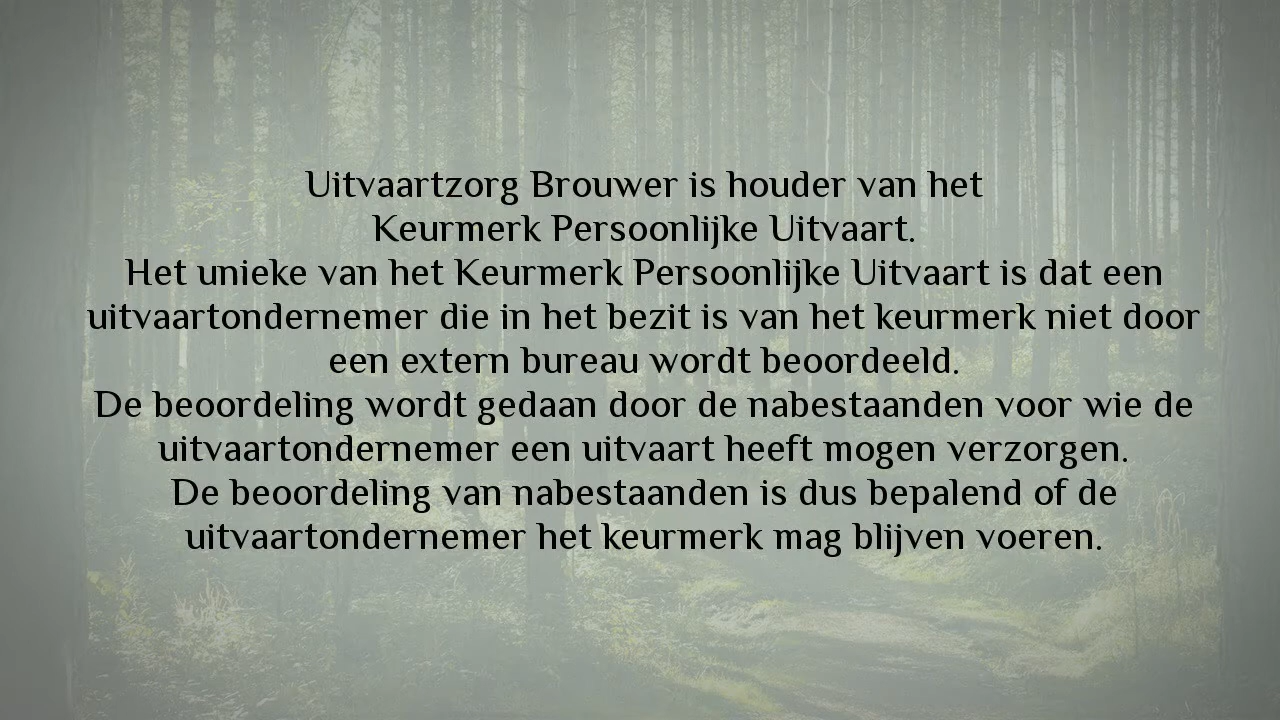 Uitvaartzorg Brouwer is houder van het
Keurmerk Persoonlijke Uitvaart.
Het unieke van het Keurmerk Persoonlijke Uitvaart is dat een
uitvaartondernemer die in het bezit is van het keurmerk niet door
een extern bureau wordt beoordeeld.
De beoordeling wordt gedaan door de nabestaanden voor wie de
uitvaartondernemer een uitvaart heeft mogen verzorgen.
De beoordeling van nabestaanden is dus bepalend of de
uitvaartondernemer het keurmerk mag blijven voeren.